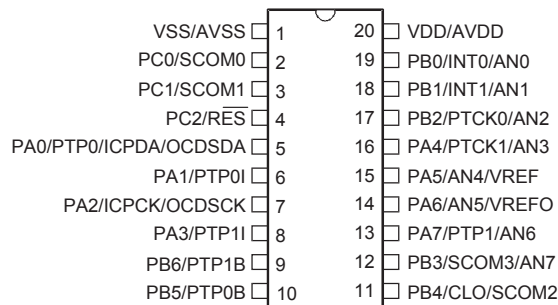 VSS/AVSS 1 20 VDD/AVDD
PC0/SCOM0 2 19 PB0/INT0/AN0
PC1/SCOM1 3 18 PB1/INT1/AN1
PC2/RES 4 17 PB2/PTCK0/AN2
PA0/PTP0/ICPDA/OCDSDA 5 16 PA4/PTCK1/AN3
PA1/PTP0I 6 15 PA5/AN4/VREF
PA2/ICPCK/OCDSCK 7 14 PA6/AN5/VREFO
PA3/PTP1I 8 13 PA7/PTP1/AN6
PB6/PTP1B 9 12 PB3/SCOM3/AN7
PB5/PTP0B 10 11 PB4/CLO/SCOM2